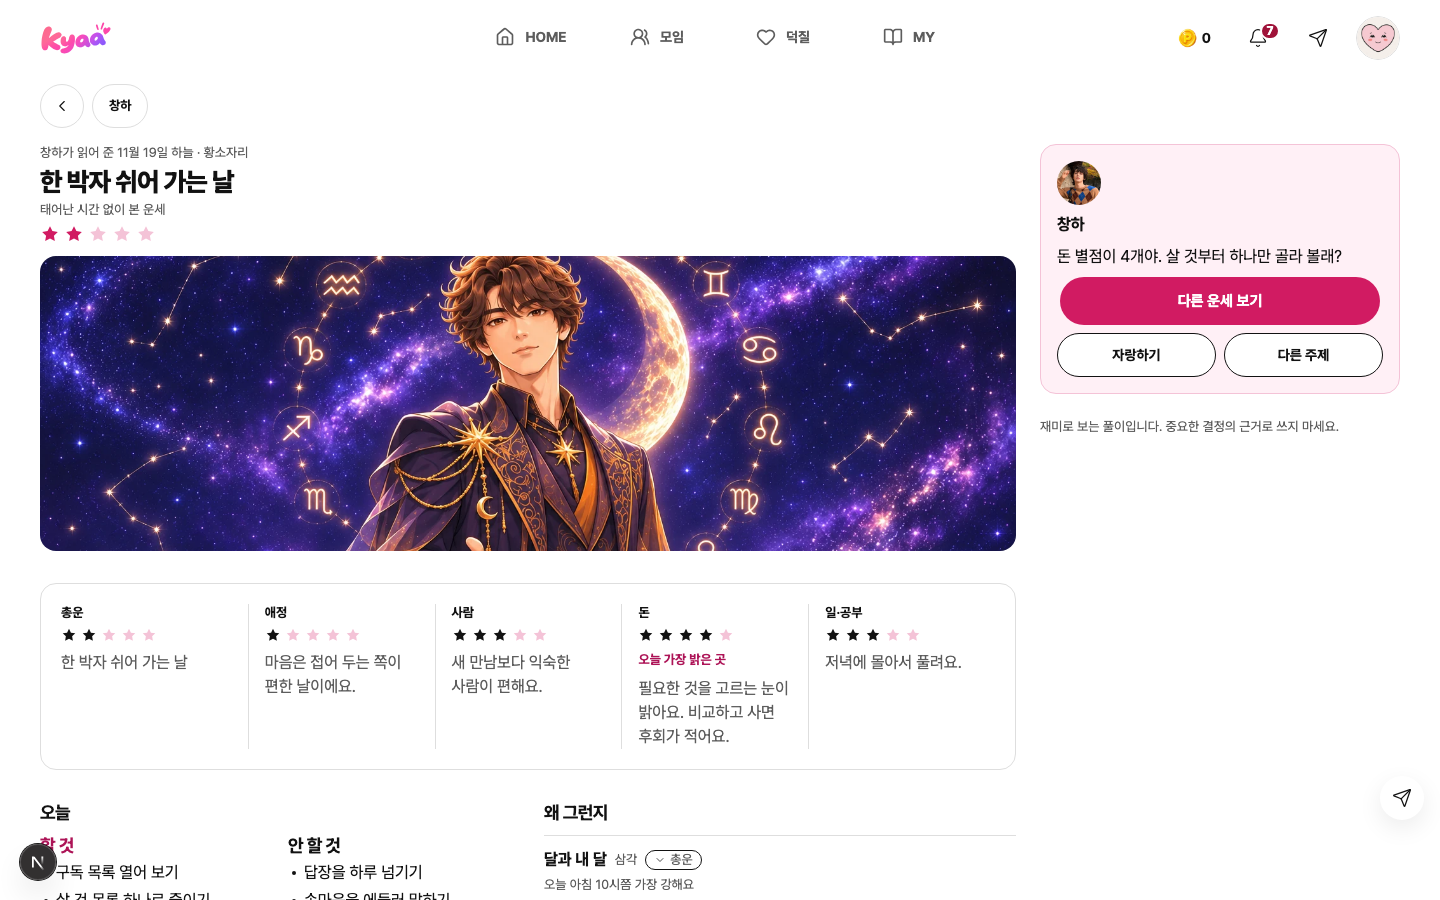 kyaa
HOME
모임
덕질
MY
0
7
창하
창하가 읽어 준 11월 19일 하늘 · 황소자리
한 박자 쉬어 가는 날
태어난 시간 없이 본 운세
창하
돈 별점이 4개야. 살 것부터 하나만 골라 볼래?
다른 운세 보기
자랑하기
다른 주제
재미로 보는 풀이입니다. 중요한 결정의 근거로 쓰지 마세요.
총운
한 박자 쉬어 가는 날
애정
마음은 접어 두는 쪽이
편한 날이에요.
사람
새 만남보다 익숙한
사람이 편해요.
돈
오늘 가장 밝은 곳
필요한 것을 고르는 눈이
밝아요. 비교하고 사면
후회가 적어요.
일·공부
저녁에 몰아서 풀려요.
오늘
할 것
구독 목록 열어 보기
안 할 것
답장을 하루 넘기기
왜 그런지
달과 내 달 삼각 총운
오늘 아침 10시쯤 가장 강해요
N